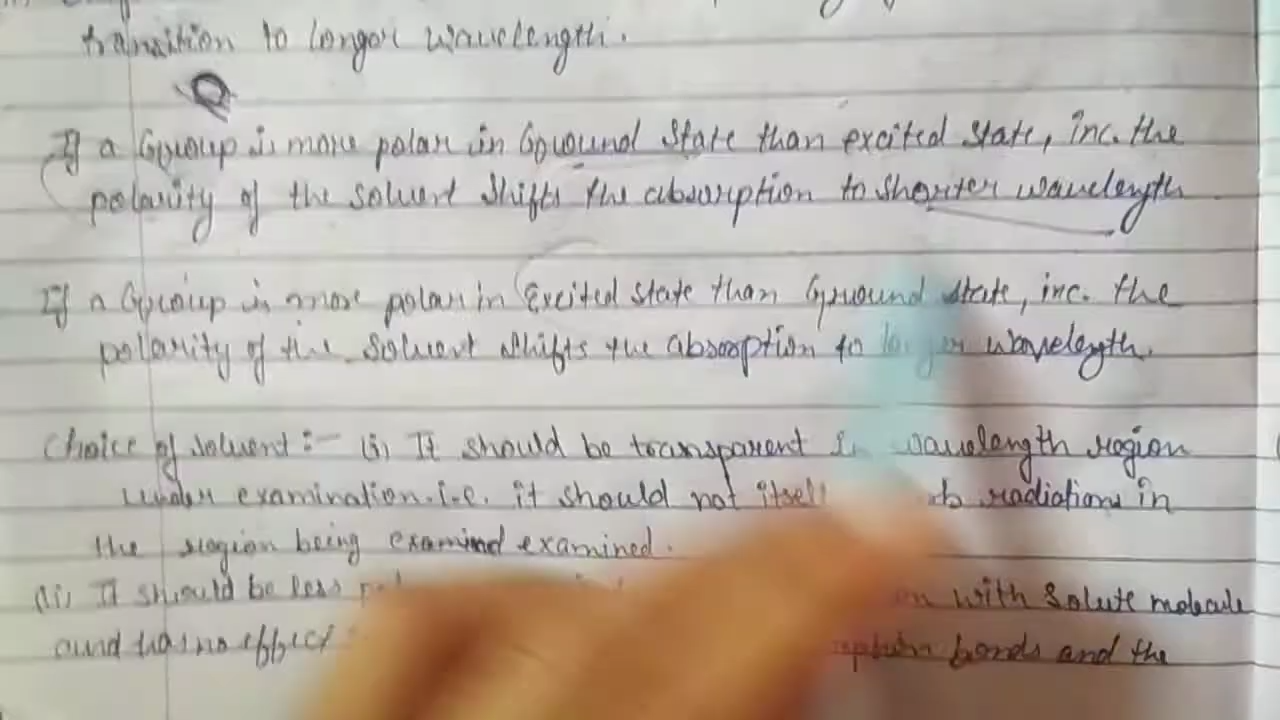 transition to longer wavelength.
If a Group is more polar in Ground State than excited state, inc. the
polarity of the solvent shifts the absorption to shorter wavelength
If a Group is more polar in Excited State than Ground state, inc. the
polarity of the solvent shifts the absorption to longer wavelength.
Choice of solvent :- (i) It should be transparent in wavelength region
under examination. i.e. it should not itself radiations in
the region being examind examined.
(ii) It should be less with solute molecule
and has no effect bonds and the